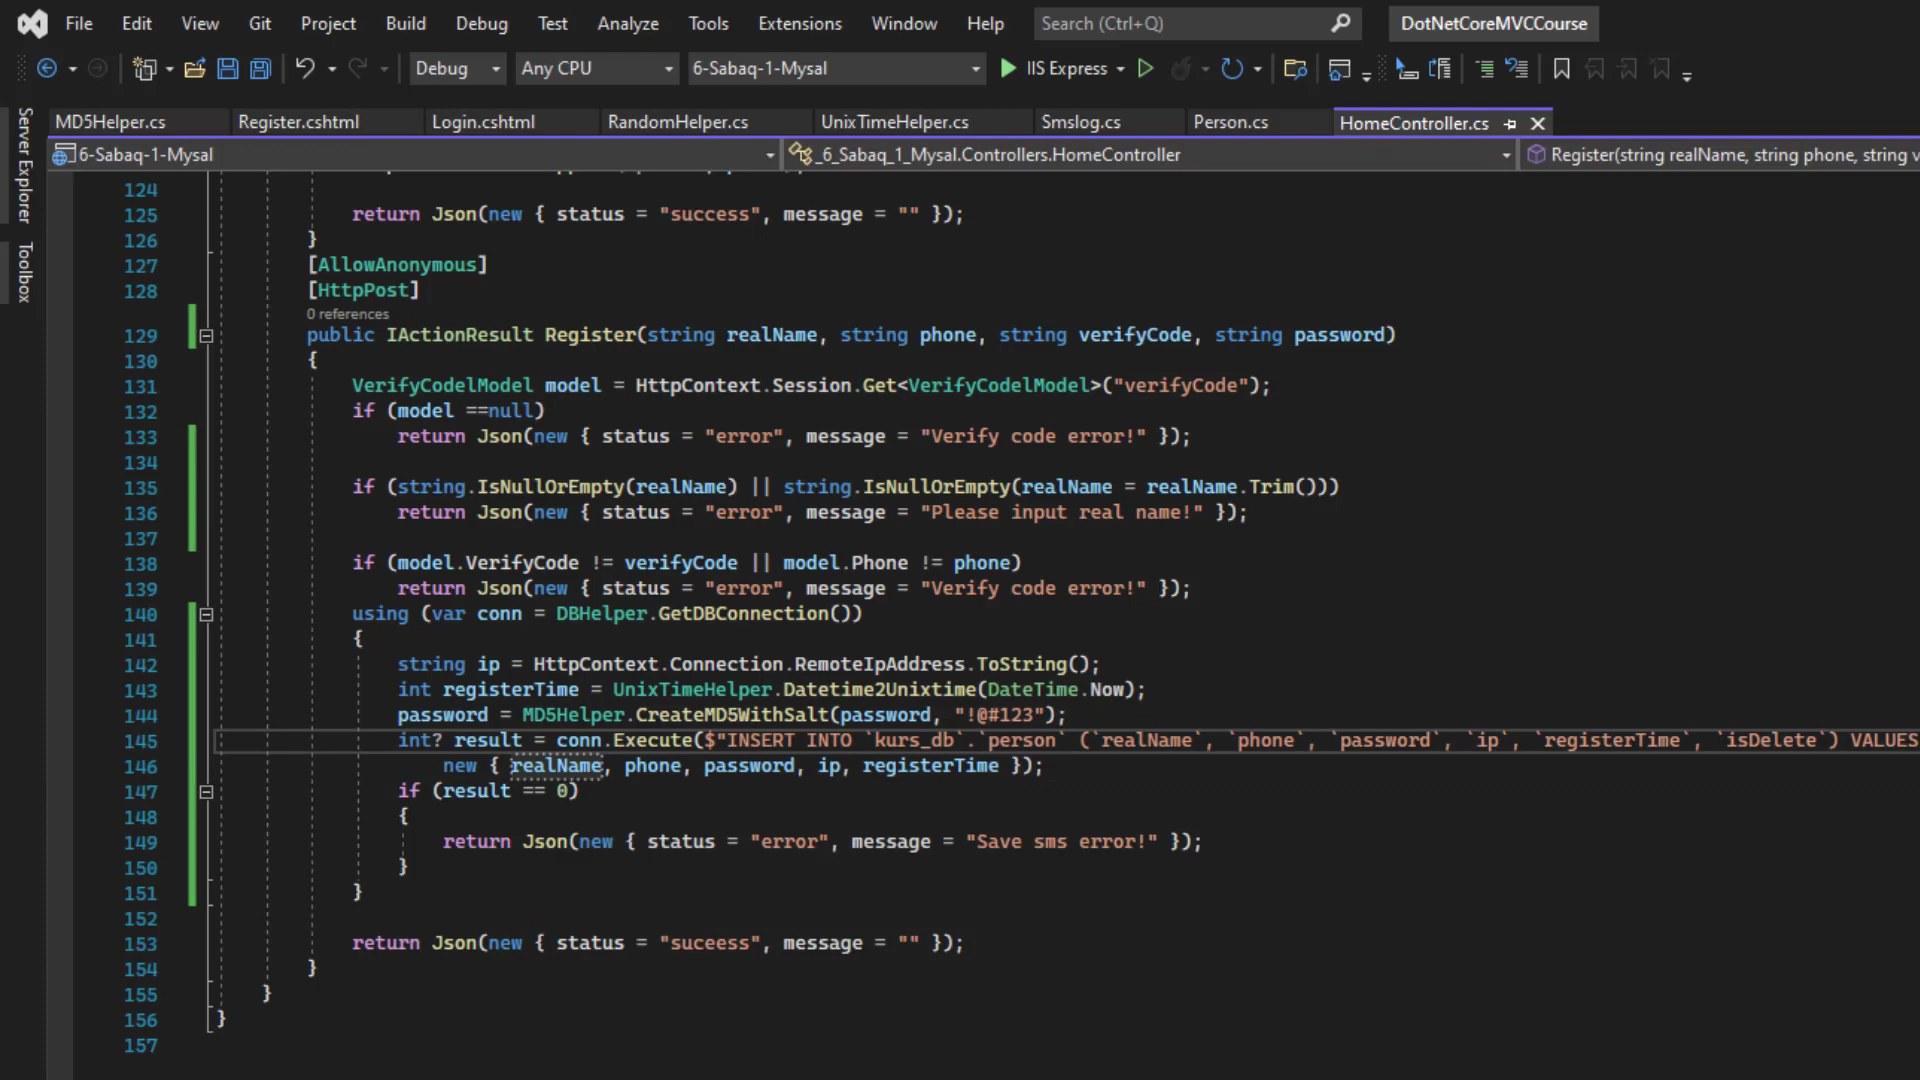 File Edit View Git Project Build Debug Test Analyze Tools Extensions Window Help Search (Ctrl+Q) DotNetCoreMVCCourse
Debug Any CPU 6-Sabaq-1-Mysal IIS Express
Server Explorer
Toolbox
MD5Helper.cs Register.cshtml Login.cshtml RandomHelper.cs UnixTimeHelper.cs Smslog.cs Person.cs HomeController.cs
6-Sabaq-1-Mysal _6_Sabaq_1_Mysal.Controllers.HomeController Register(string realName, string phone, string v
124
125 return Json(new { status = "success", message = "" });
126 }
127 [AllowAnonymous]
128 [HttpPost]
0 references
129 public IActionResult Register(string realName, string phone, string verifyCode, string password)
130 {
131 VerifyCodelModel model = HttpContext.Session.Get<VerifyCodelModel>("verifyCode");
132 if (model ==null)
133 return Json(new { status = "error", message = "Verify code error!" });
134
135 if (string.IsNullOrEmpty(realName) || string.IsNullOrEmpty(realName = realName.Trim()))
136 return Json(new { status = "error", message = "Please input real name!" });
137
138 if (model.VerifyCode != verifyCode || model.Phone != phone)
139 return Json(new { status = "error", message = "Verify code error!" });
140 using (var conn = DBHelper.GetDBConnection())
141 {
142 string ip = HttpContext.Connection.RemoteIpAddress.ToString();
143 int registerTime = UnixTimeHelper.Datetime2Unixtime(DateTime.Now);
144 password = MD5Helper.CreateMD5WithSalt(password, "!@#123");
145 int? result = conn.Execute($"INSERT INTO `kurs_db`.`person` (`realName`, `phone`, `password`, `ip`, `registerTime`, `isDelete`) VALUES
146 new { realName, phone, password, ip, registerTime });
147 if (result == 0)
148 {
149 return Json(new { status = "error", message = "Save sms error!" });
150 }
151 }
152
153 return Json(new { status = "suceess", message = "" });
154 }
155 }
156 }
157